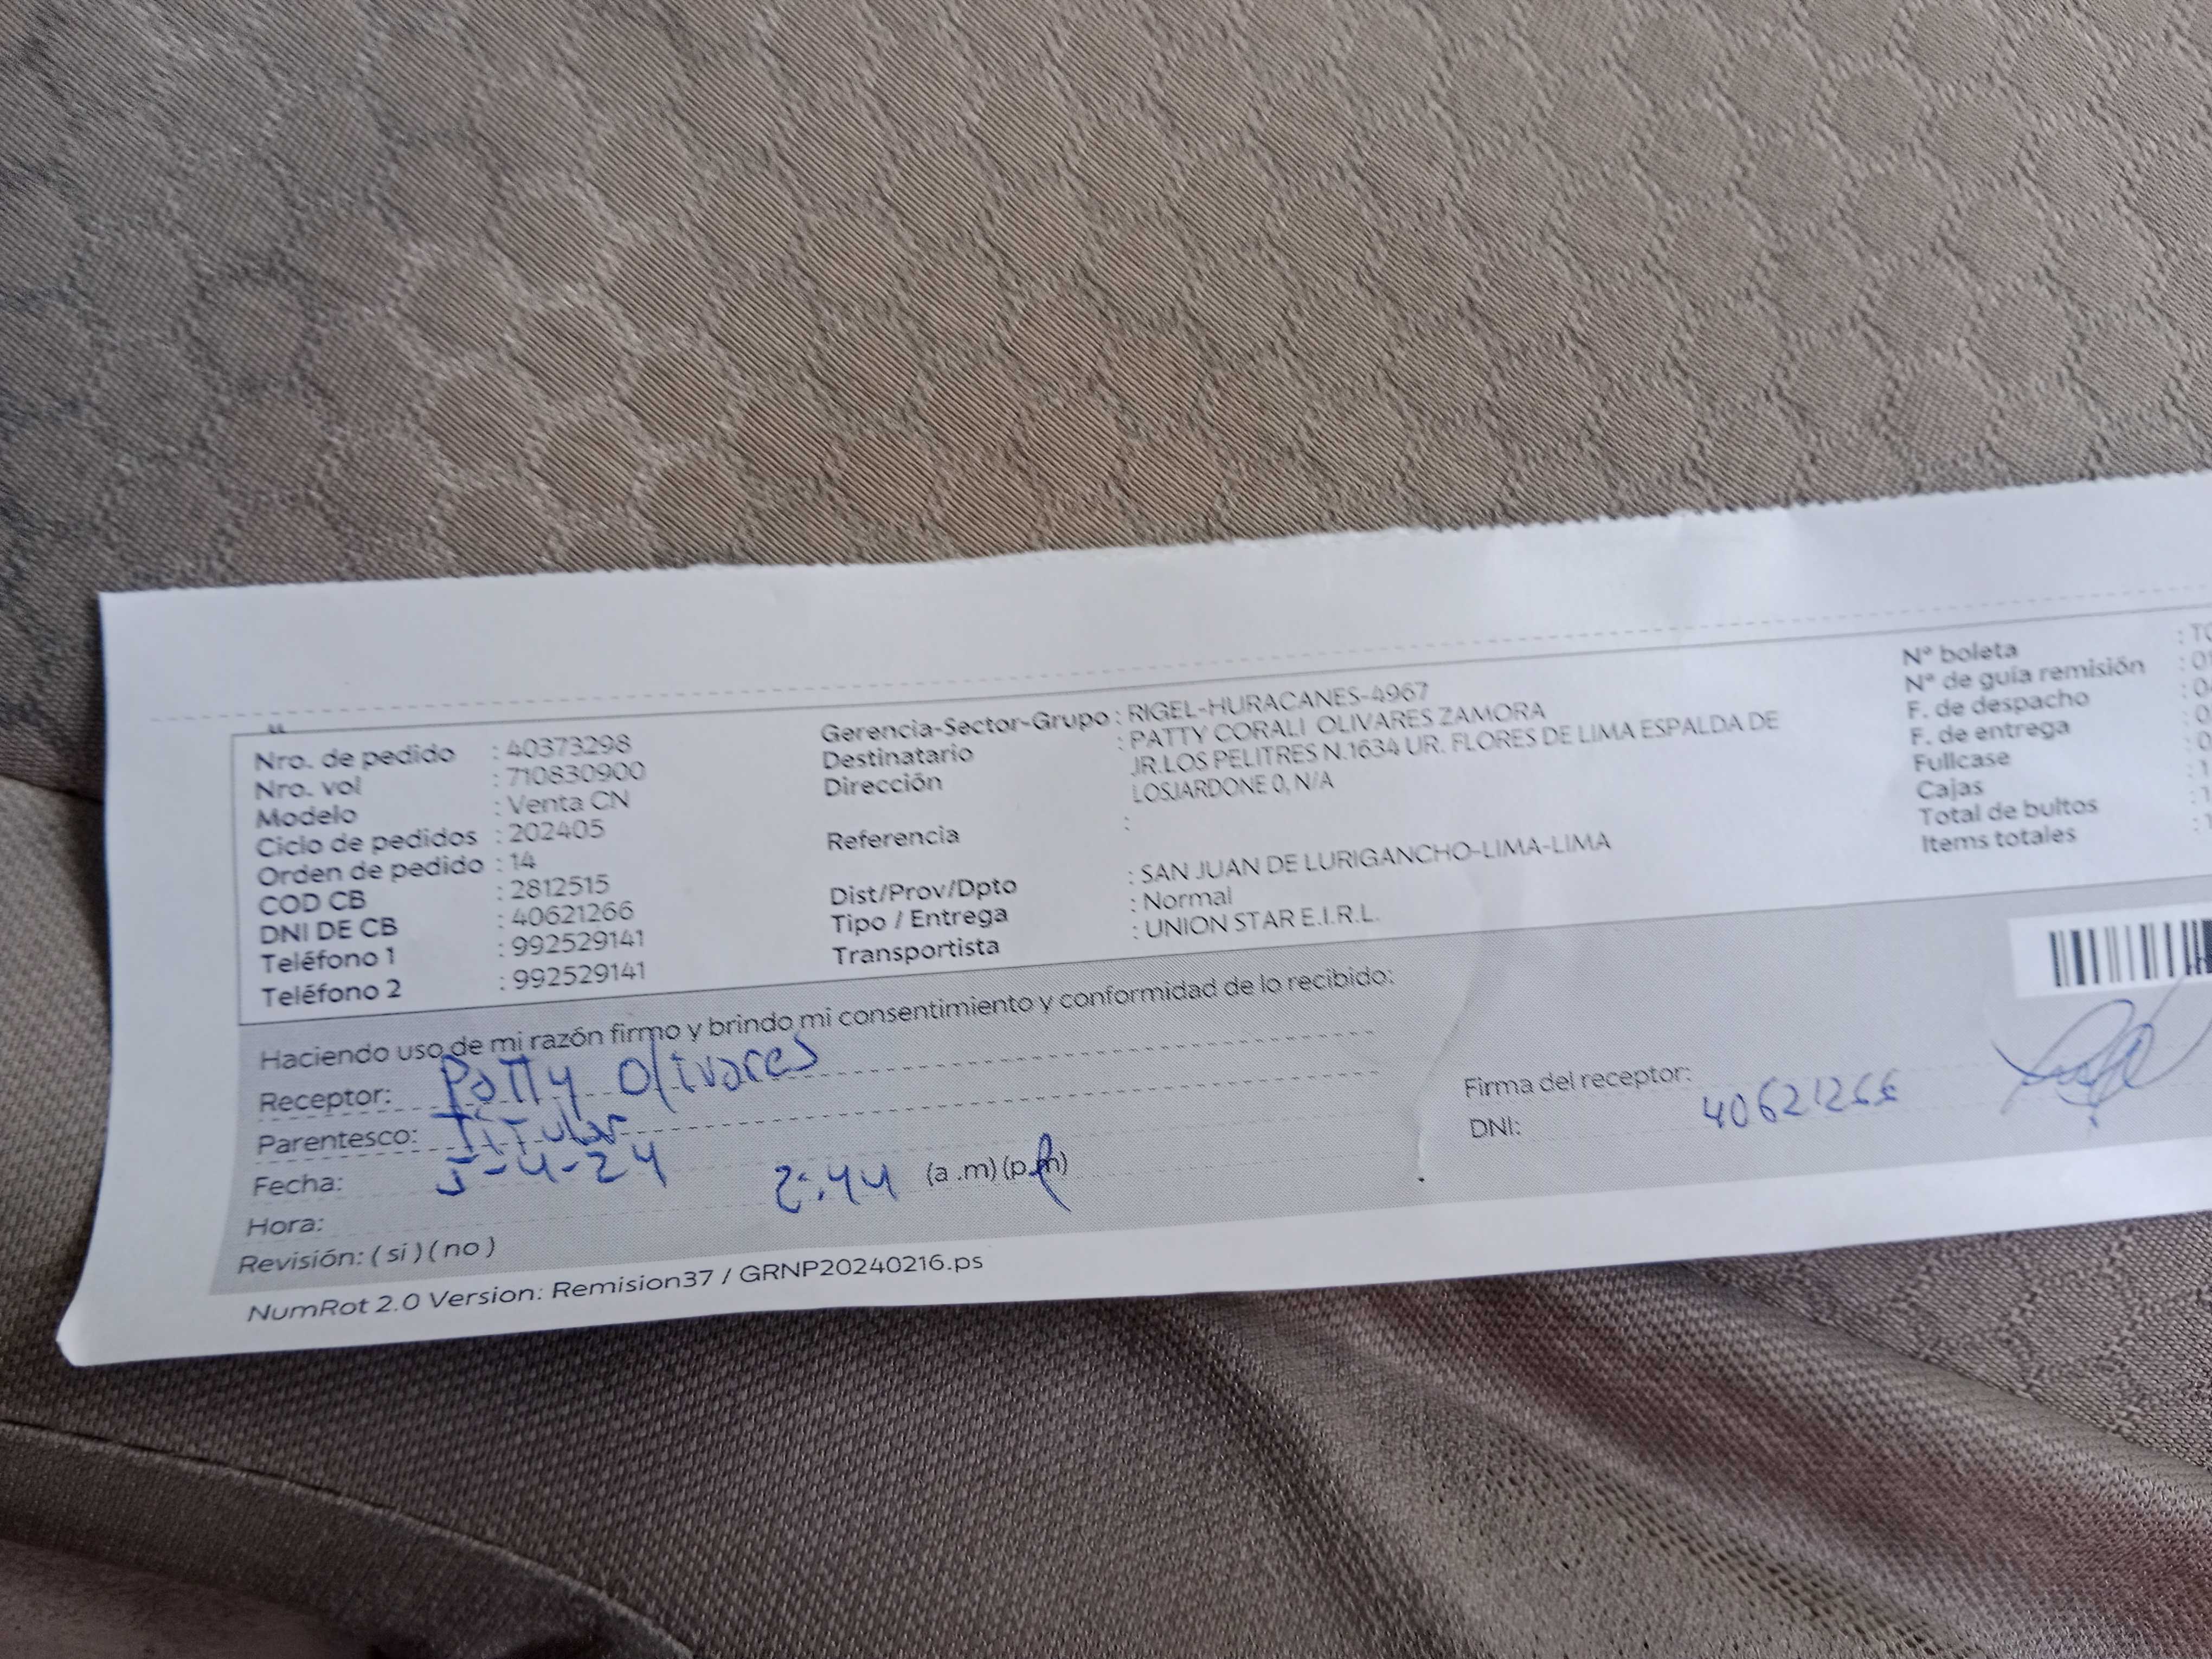 Nro. de pedido : 40373298
Nro. vol : 710830900
Modelo : Venta CN
Ciclo de pedidos : 202405
Orden de pedido : 14
COD CB : 2812515
DNI DE CB : 40621266
Teléfono 1 : 992529141
Teléfono 2 : 992529141
Gerencia-Sector-Grupo : RIGEL-HURACANES-4967
Destinatario : PATTY CORALI OLIVARES ZAMORA
Dirección JR.LOS PELITRES N.1634 UR. FLORES DE LIMA ESPALDA DE
LOSJARDONE 0, N/A
Referencia :
Dist/Prov/Dpto : SAN JUAN DE LURIGANCHO-LIMA-LIMA
Tipo / Entrega : Normal
Transportista : UNION STAR E.I.R.L.
N° boleta
N° de guía remisión
F. de despacho
F. de entrega
Fullcase
Cajas
Total de bultos
Items totales
Haciendo uso de mi razón firmo y brindo mi consentimiento y conformidad de lo recibido:
Receptor: Patty Olivares
Parentesco: Titular
Fecha: 5-4-24
Hora: 2:44 (a .m) (p.m)
Revisión: ( si ) ( no )
Firma del receptor:
DNI: 40621266
NumRot 2.0 Version: Remision37 / GRNP20240216.ps